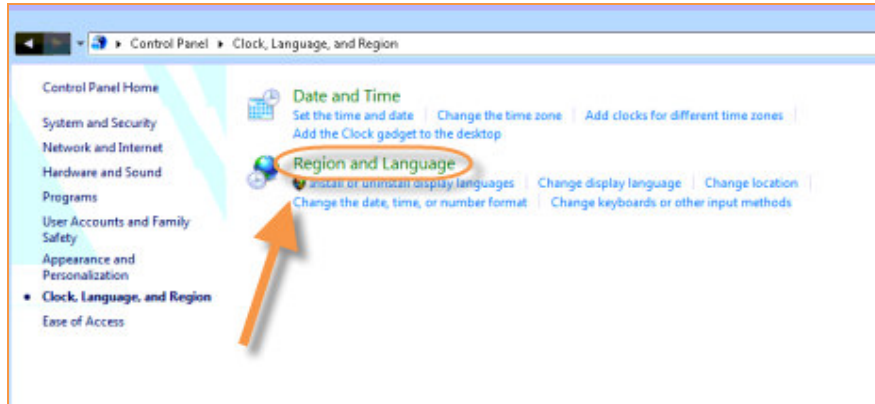 Control Panel Clock, Language, and Region
Control Panel Home
System and Security
Network and Internet
Hardware and Sound
Programs
User Accounts and Family
Safety
Appearance and
Personalization
Clock, Language, and Region
Ease of Access
Date and Time
Set the time and date Change the time zone Add clocks for different time zones
Add the Clock gadget to the desktop
Region and Language
Install or uninstall display languages Change display language Change location
Change the date, time, or number format Change keyboards or other input methods